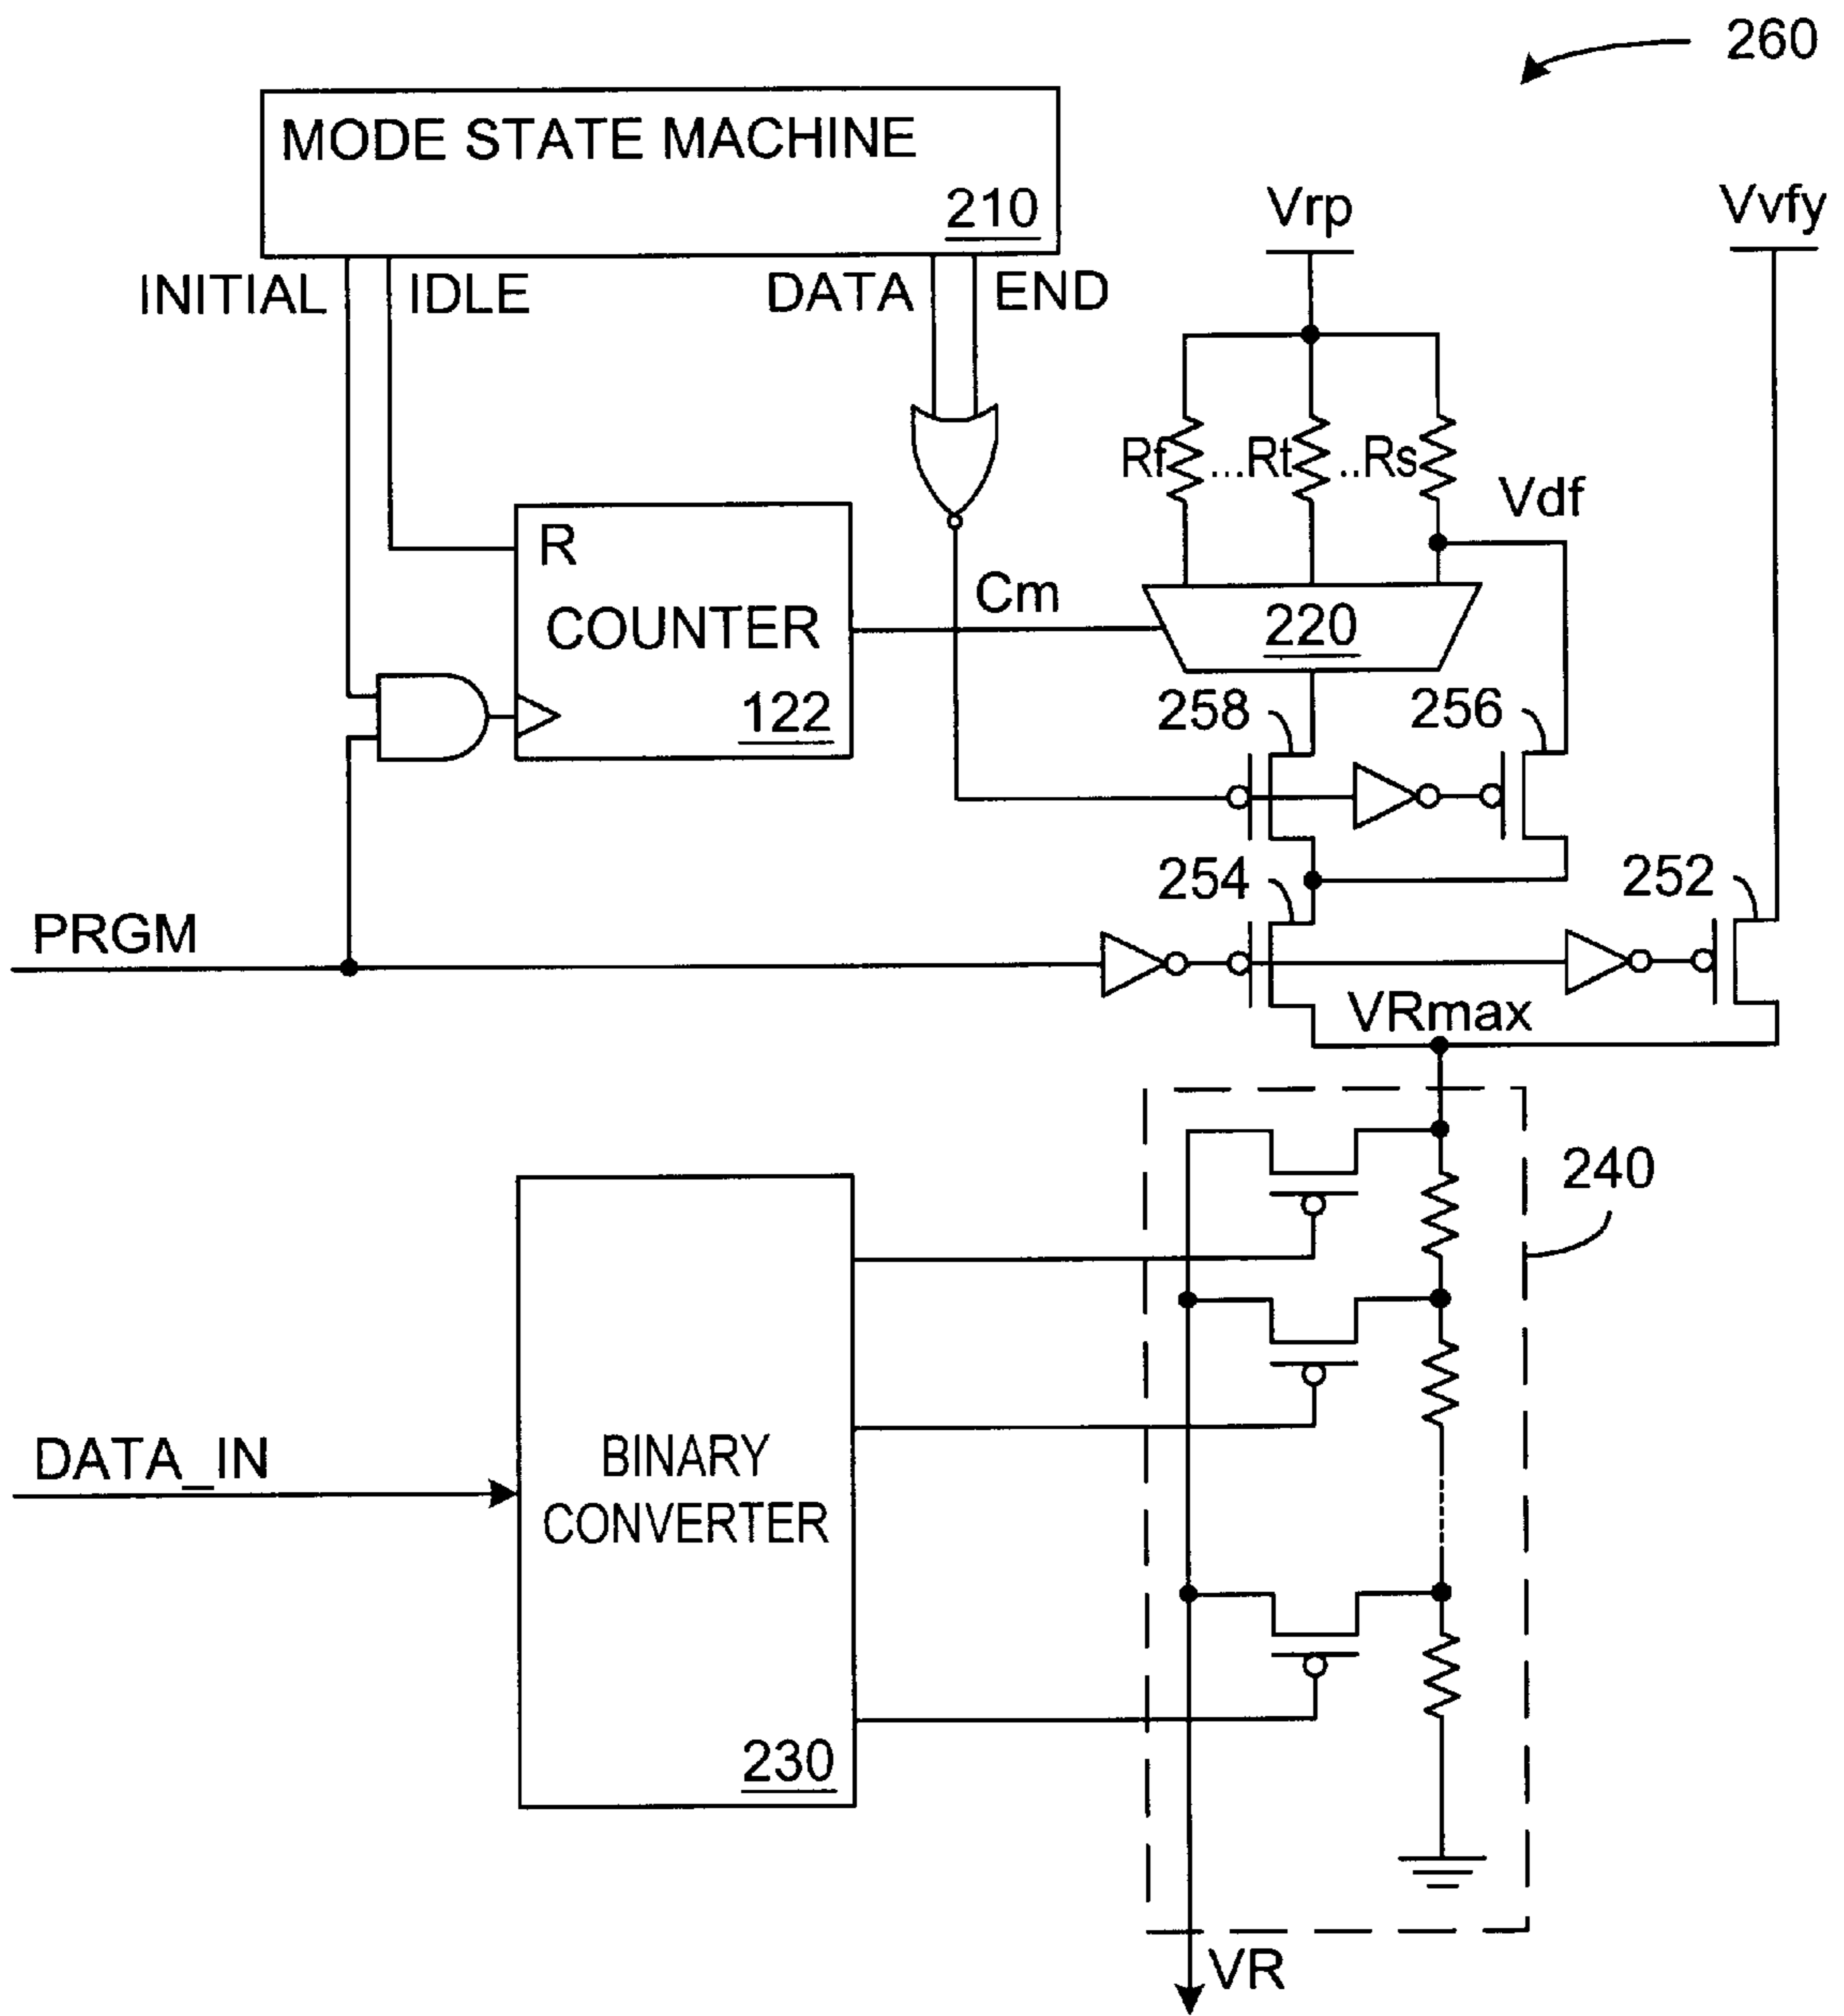 260
MODE STATE MACHINE
210
Vrp
Vvfy
INITIAL
IDLE
DATA
END
Rf
...Rt
..Rs
Vdf
R
COUNTER
122
Cm
220
258
256
254
252
PRGM
VRmax
240
DATA_IN
BINARY
CONVERTER
230
VR